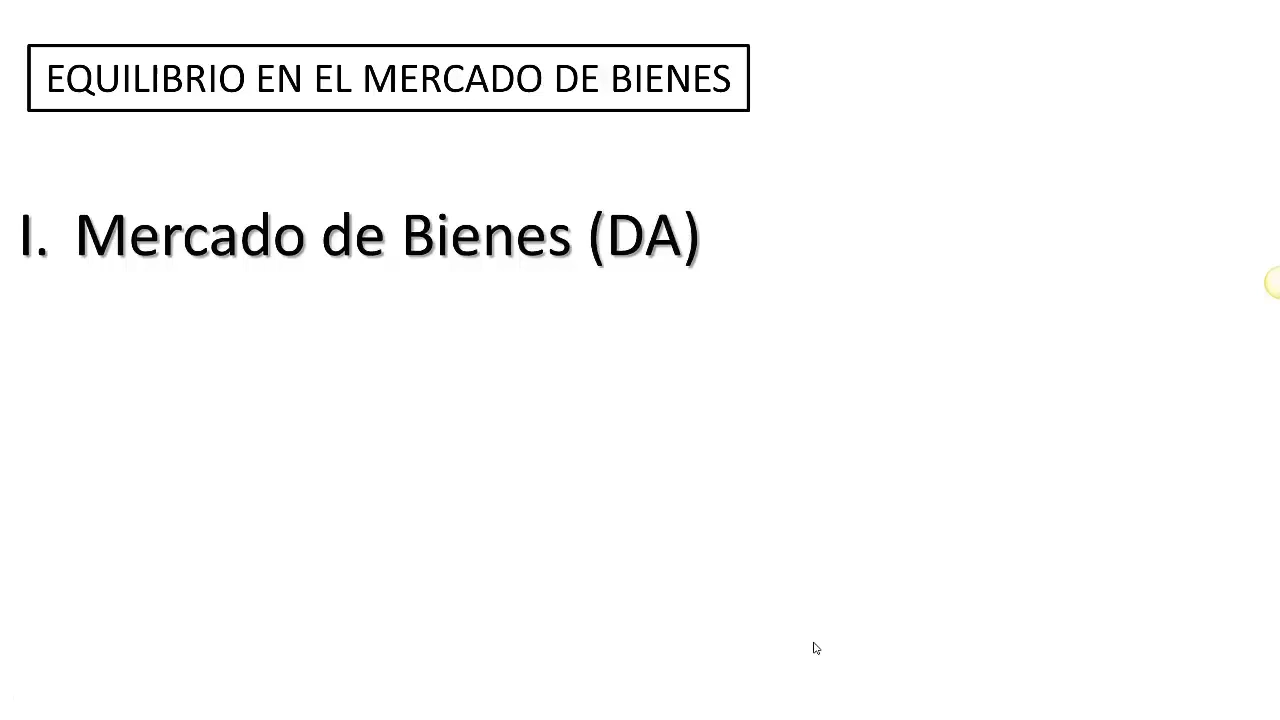 EQUILIBRIO EN EL MERCADO DE BIENES
I. Mercado de Bienes (DA)